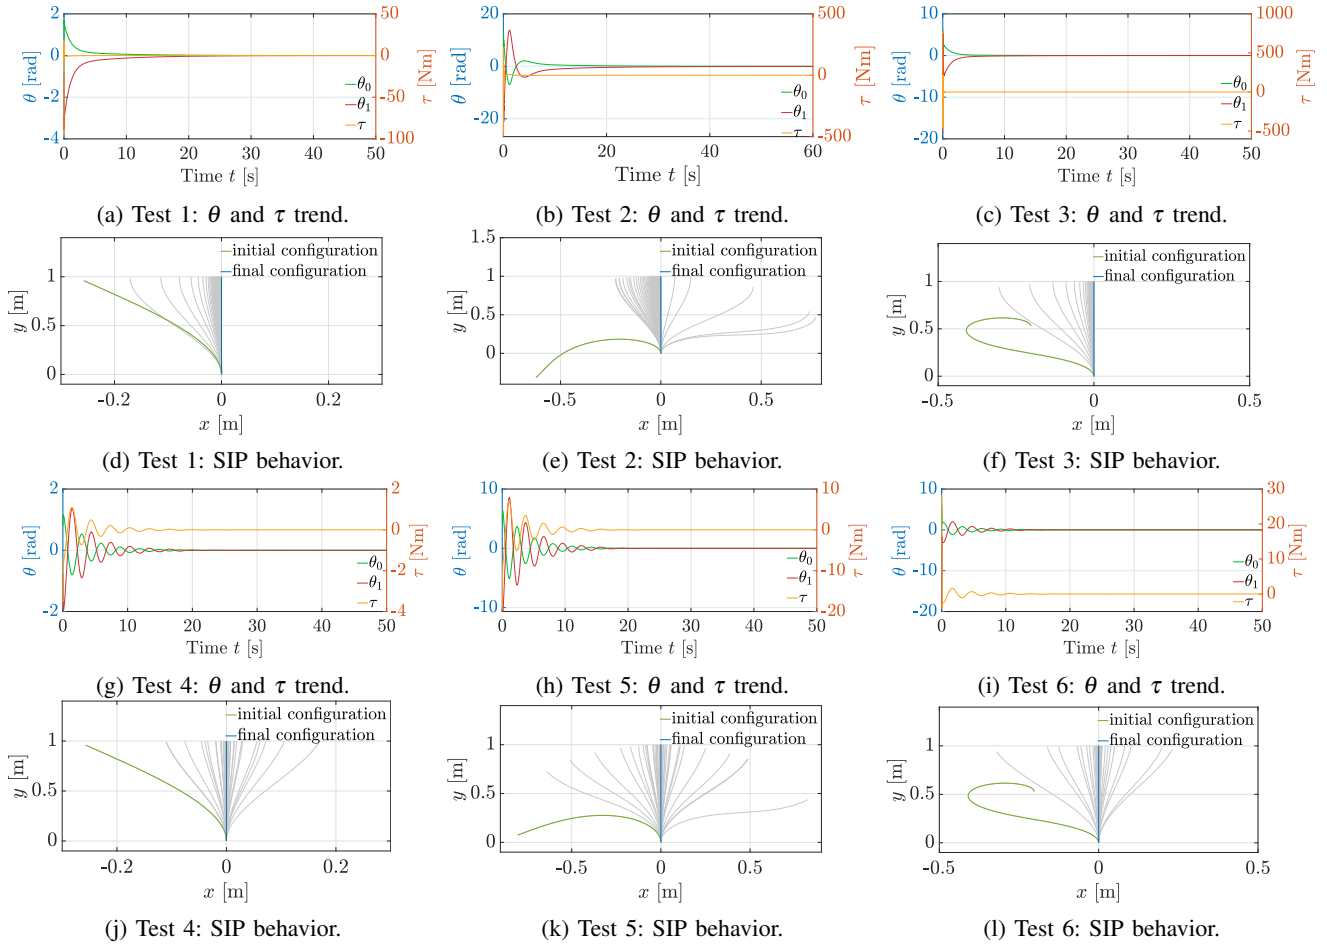 2
0
-2
-4
θ [rad]
50
0
-50
-100
τ [Nm]
θ₀
θ₁
τ
0 10 20 30 40 50
Time t [s]
(a) Test 1: θ and τ trend.
20
0
-20
θ [rad]
500
0
-500
τ [Nm]
θ₀
θ₁
τ
0 20 40 60
Time t [s]
(b) Test 2: θ and τ trend.
10
0
-10
-20
θ [rad]
1000
500
0
-500
τ [Nm]
θ₀
θ₁
τ
0 10 20 30 40 50
Time t [s]
(c) Test 3: θ and τ trend.
initial configuration
final configuration
1
0.5
0
y [m]
-0.2 0 0.2
x [m]
(d) Test 1: SIP behavior.
initial configuration
final configuration
1.5
1
0.5
0
y [m]
-0.5 0 0.5
x [m]
(e) Test 2: SIP behavior.
initial configuration
final configuration
1
0.5
0
y [m]
-0.5 0 0.5
x [m]
(f) Test 3: SIP behavior.
2
0
-2
θ [rad]
2
0
-2
-4
τ [Nm]
θ₀
θ₁
τ
0 10 20 30 40 50
Time t [s]
(g) Test 4: θ and τ trend.
10
0
-10
θ [rad]
10
0
-10
-20
τ [Nm]
θ₀
θ₁
τ
0 10 20 30 40 50
Time t [s]
(h) Test 5: θ and τ trend.
10
0
-10
-20
θ [rad]
30
20
10
0
τ [Nm]
θ₀
θ₁
τ
0 10 20 30 40 50
Time t [s]
(i) Test 6: θ and τ trend.
initial configuration
final configuration
1
0.5
0
y [m]
-0.2 0 0.2
x [m]
(j) Test 4: SIP behavior.
initial configuration
final configuration
1
0.5
0
y [m]
-0.5 0 0.5
x [m]
(k) Test 5: SIP behavior.
initial configuration
final configuration
1
0.5
0
y [m]
-0.5 0 0.5
x [m]
(l) Test 6: SIP behavior.